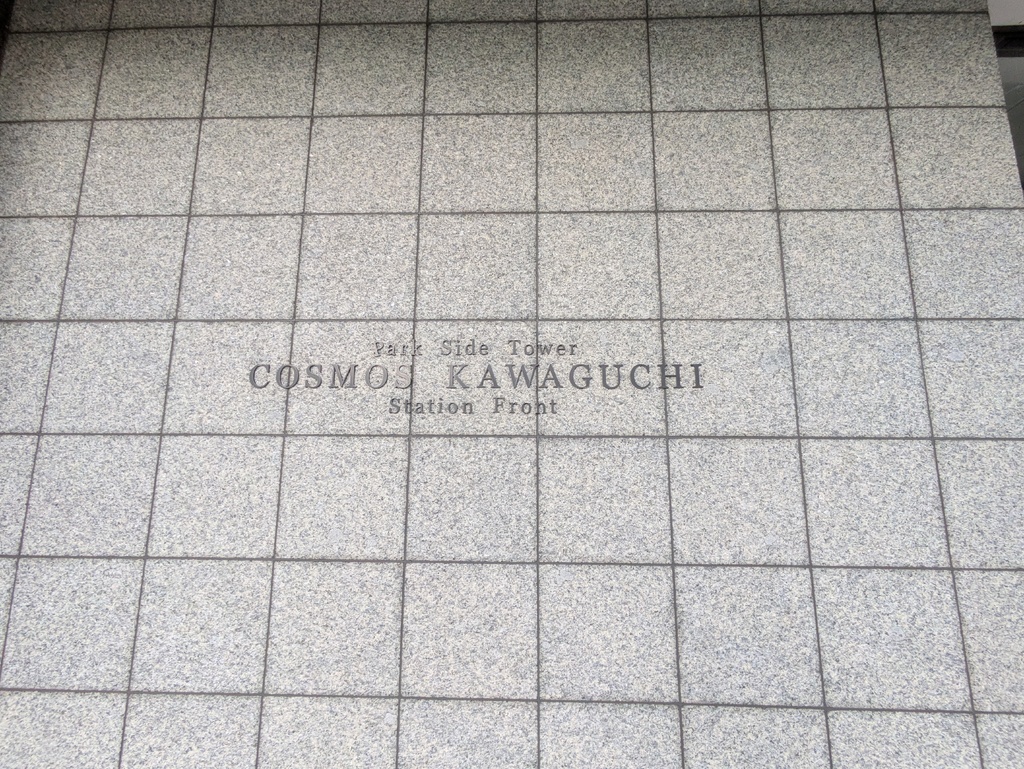 Park Side Tower
COSMOS KAWAGUCHI
Station Front